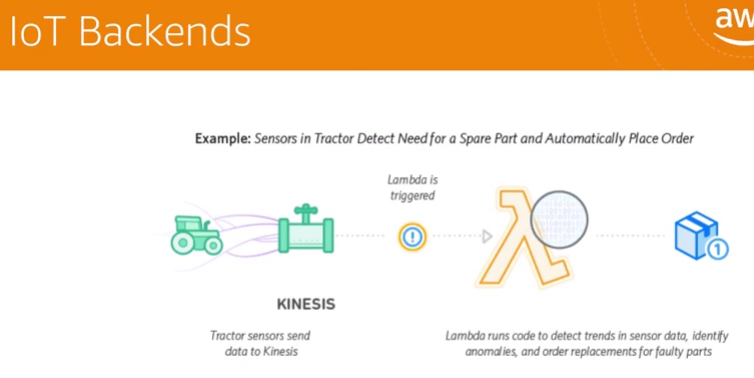 IoT Backends
aw
Example: Sensors in Tractor Detect Need for a Spare Part and Automatically Place Order
Lambda is
triggered
1
KINESIS
Tractor sensors send
data to Kinesis
Lambda runs code to detect trends in sensor data, identify
anomalies, and order replacements for faulty parts